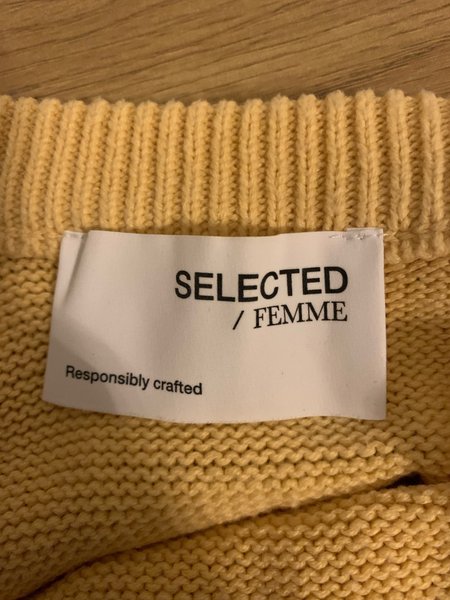 SELECTED
/ FEMME
Responsibly crafted